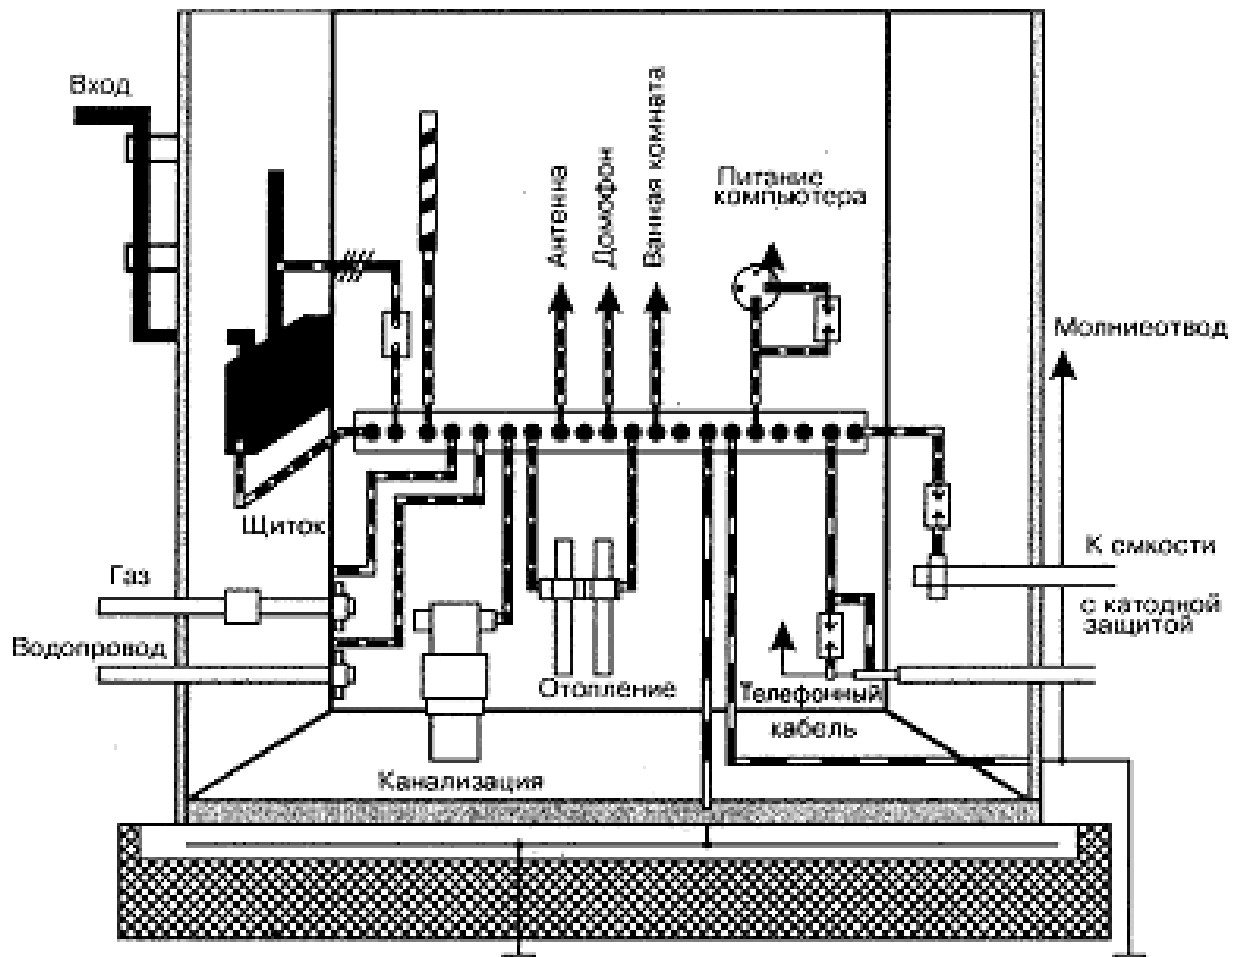 Вход
Антенна
Домофон
Ванная комната
Питание
компьютера
Молниеотвод
Щиток
Газ
Водопровод
К емкости
с катодной
защитой
Отопление
Телефонный
кабель
Канализация